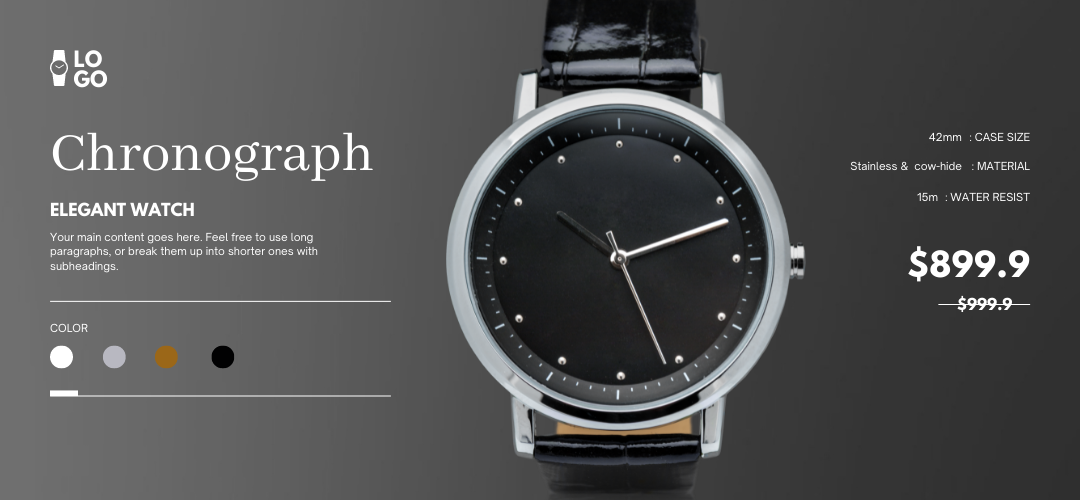 LO
GO
Chronograph
ELEGANT WATCH
Your main content goes here. Feel free to use long
paragraphs, or break them up into shorter ones with
subheadings.
COLOR
42mm : CASE SIZE
Stainless & cow-hide : MATERIAL
15m : WATER RESIST
$899.9
$999.9